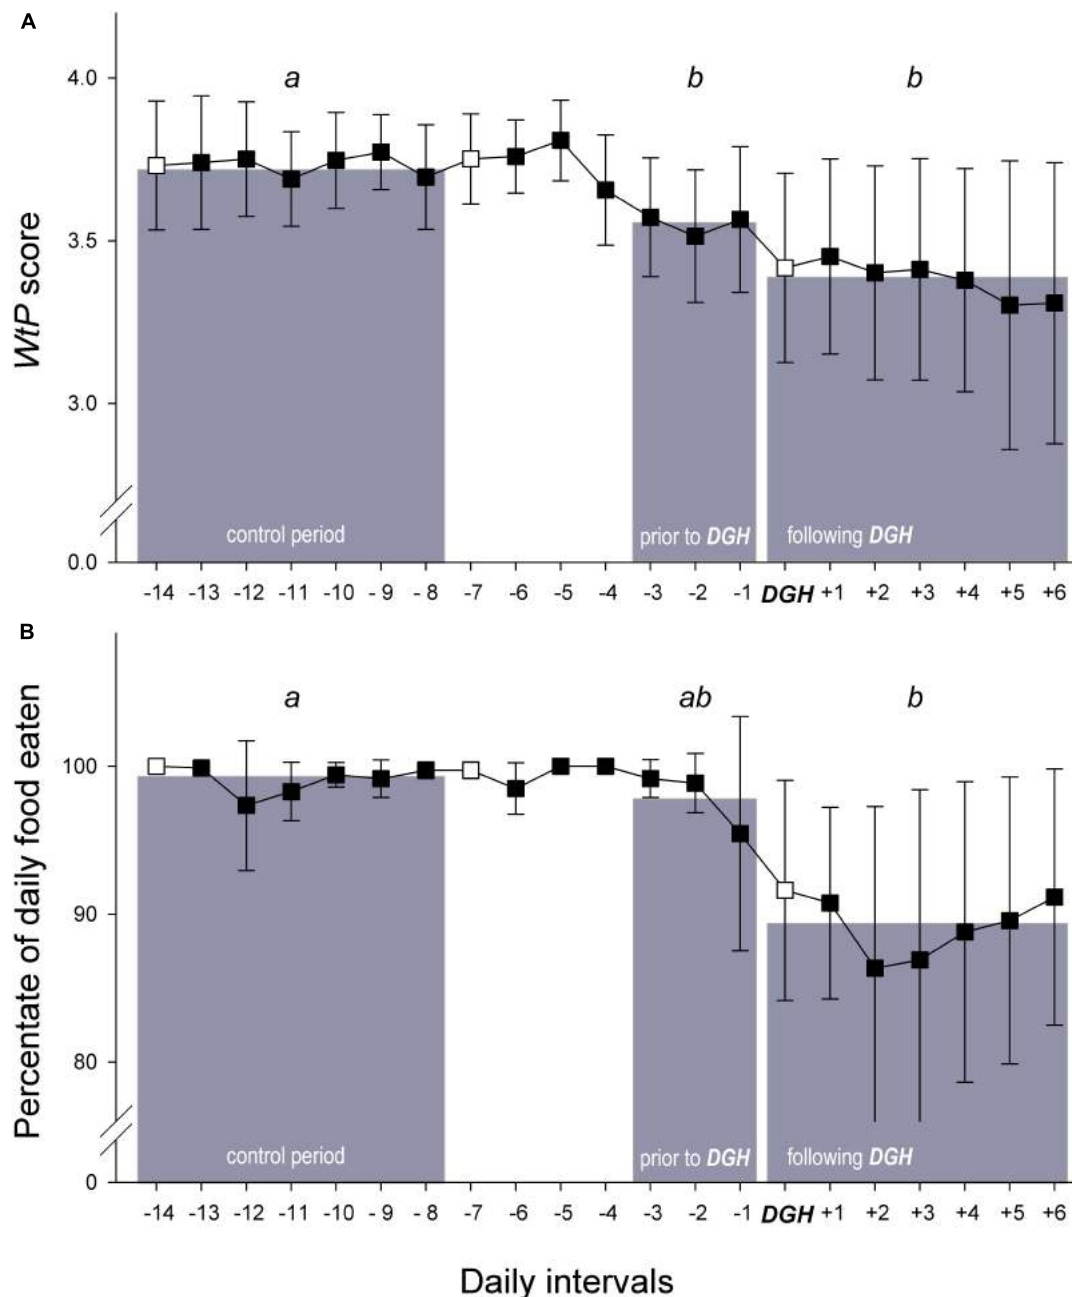 A
a b b
4.0
3.5
3.0
0.0
WtP score
control period prior to DGH following DGH
-14 -13 -12 -11 -10 - 9 - 8 -7 -6 -5 -4 -3 -2 -1 DGH +1 +2 +3 +4 +5 +6
B
a ab b
100
90
80
0
Percentate of daily food eaten
control period prior to DGH following DGH
-14 -13 -12 -11 -10 - 9 - 8 -7 -6 -5 -4 -3 -2 -1 DGH +1 +2 +3 +4 +5 +6
Daily intervals